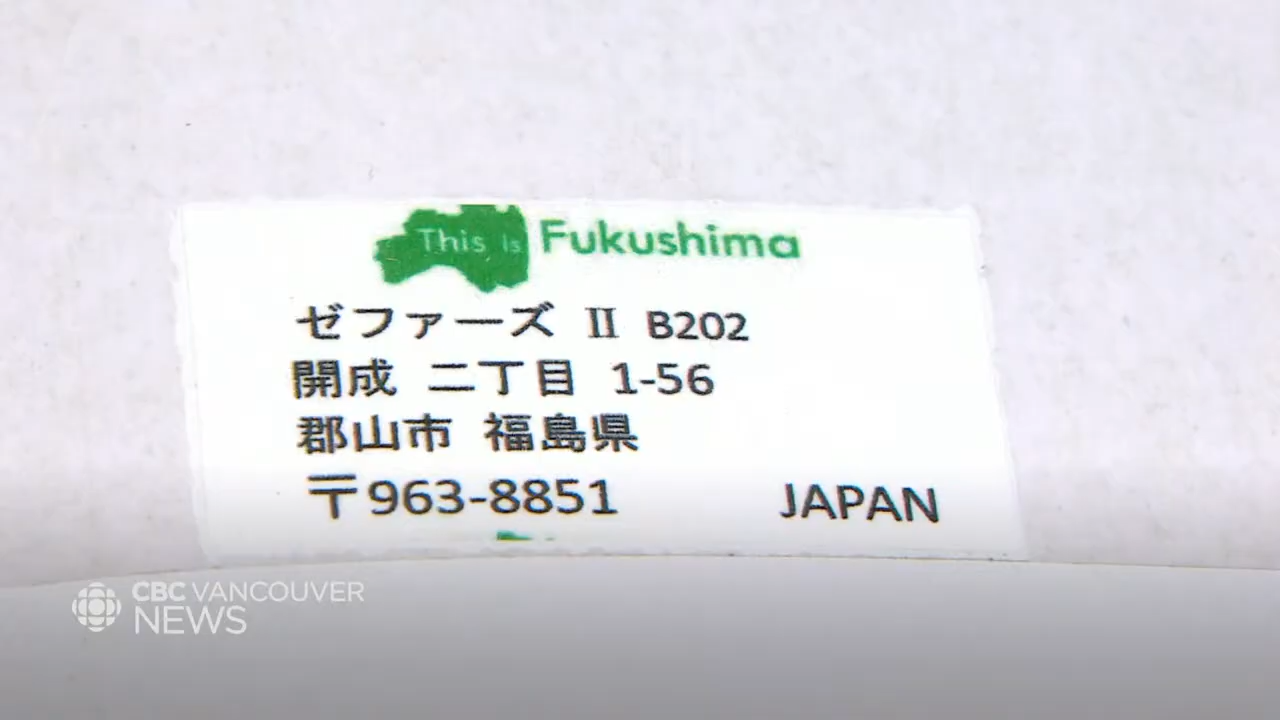 This Is Fukushima
ゼファーズ Ⅱ B202
開成 二丁目 1-56
郡山市 福島県
〒963-8851 JAPAN
CBC VANCOUVER
NEWS